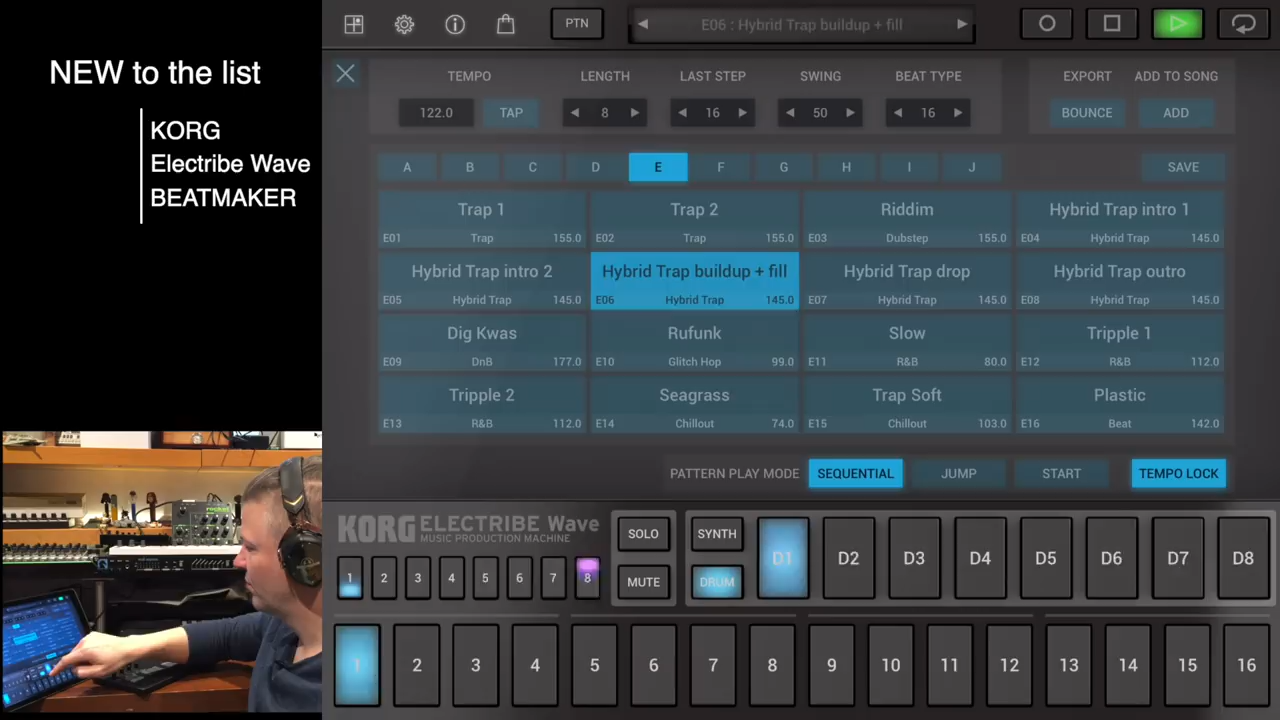 NEW to the list
KORG
Electribe Wave
BEATMAKER
PTN
E06 : Hybrid Trap buildup + fill
TEMPO LENGTH LAST STEP SWING BEAT TYPE EXPORT ADD TO SONG
122.0 TAP 8 16 50 16 BOUNCE ADD
A B C D E F G H I J SAVE
Trap 1 Trap 2 Riddim Hybrid Trap intro 1
E01 Trap 155.0 E02 Trap 155.0 E03 Dubstep 155.0 E04 Hybrid Trap 145.0
Hybrid Trap intro 2 Hybrid Trap buildup + fill Hybrid Trap drop Hybrid Trap outro
E05 Hybrid Trap 145.0 E06 Hybrid Trap 145.0 E07 Hybrid Trap 145.0 E08 Hybrid Trap 145.0
Dig Kwas Rufunk Slow Tripple 1
E09 DnB 177.0 E10 Glitch Hop 99.0 E11 R&B 80.0 E12 R&B 112.0
Tripple 2 Seagrass Trap Soft Plastic
E13 R&B 112.0 E14 Chillout 74.0 E15 Chillout 103.0 E16 Beat 142.0
PATTERN PLAY MODE SEQUENTIAL JUMP START TEMPO LOCK
KORG ELECTRIBE Wave
MUSIC PRODUCTION MACHINE
SOLO SYNTH D1 D2 D3 D4 D5 D6 D7 D8
1 2 3 4 5 6 7 8 MUTE DRUM
1 2 3 4 5 6 7 8 9 10 11 12 13 14 15 16